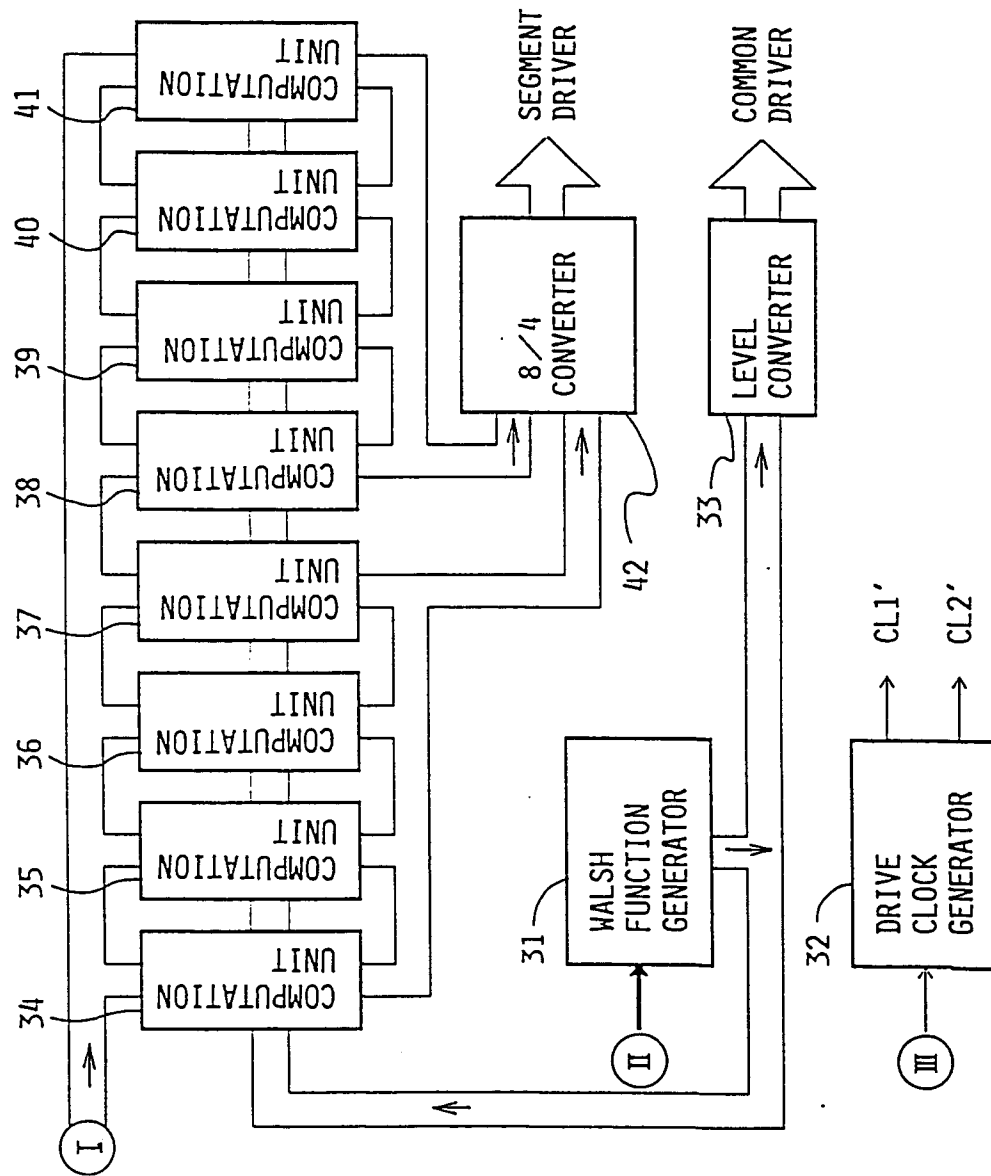 I
34
35
36
37
38
39
40
41
COMPUTATION
UNIT
COMPUTATION
UNIT
COMPUTATION
UNIT
COMPUTATION
UNIT
COMPUTATION
UNIT
COMPUTATION
UNIT
COMPUTATION
UNIT
COMPUTATION
UNIT
8/4
CONVERTER
42
SEGMENT
DRIVER
II
31
WALSH
FUNCTION
GENERATOR
33
LEVEL
CONVERTER
COMMON
DRIVER
III
32
DRIVE
CLOCK
GENERATOR
CL1'
CL2'